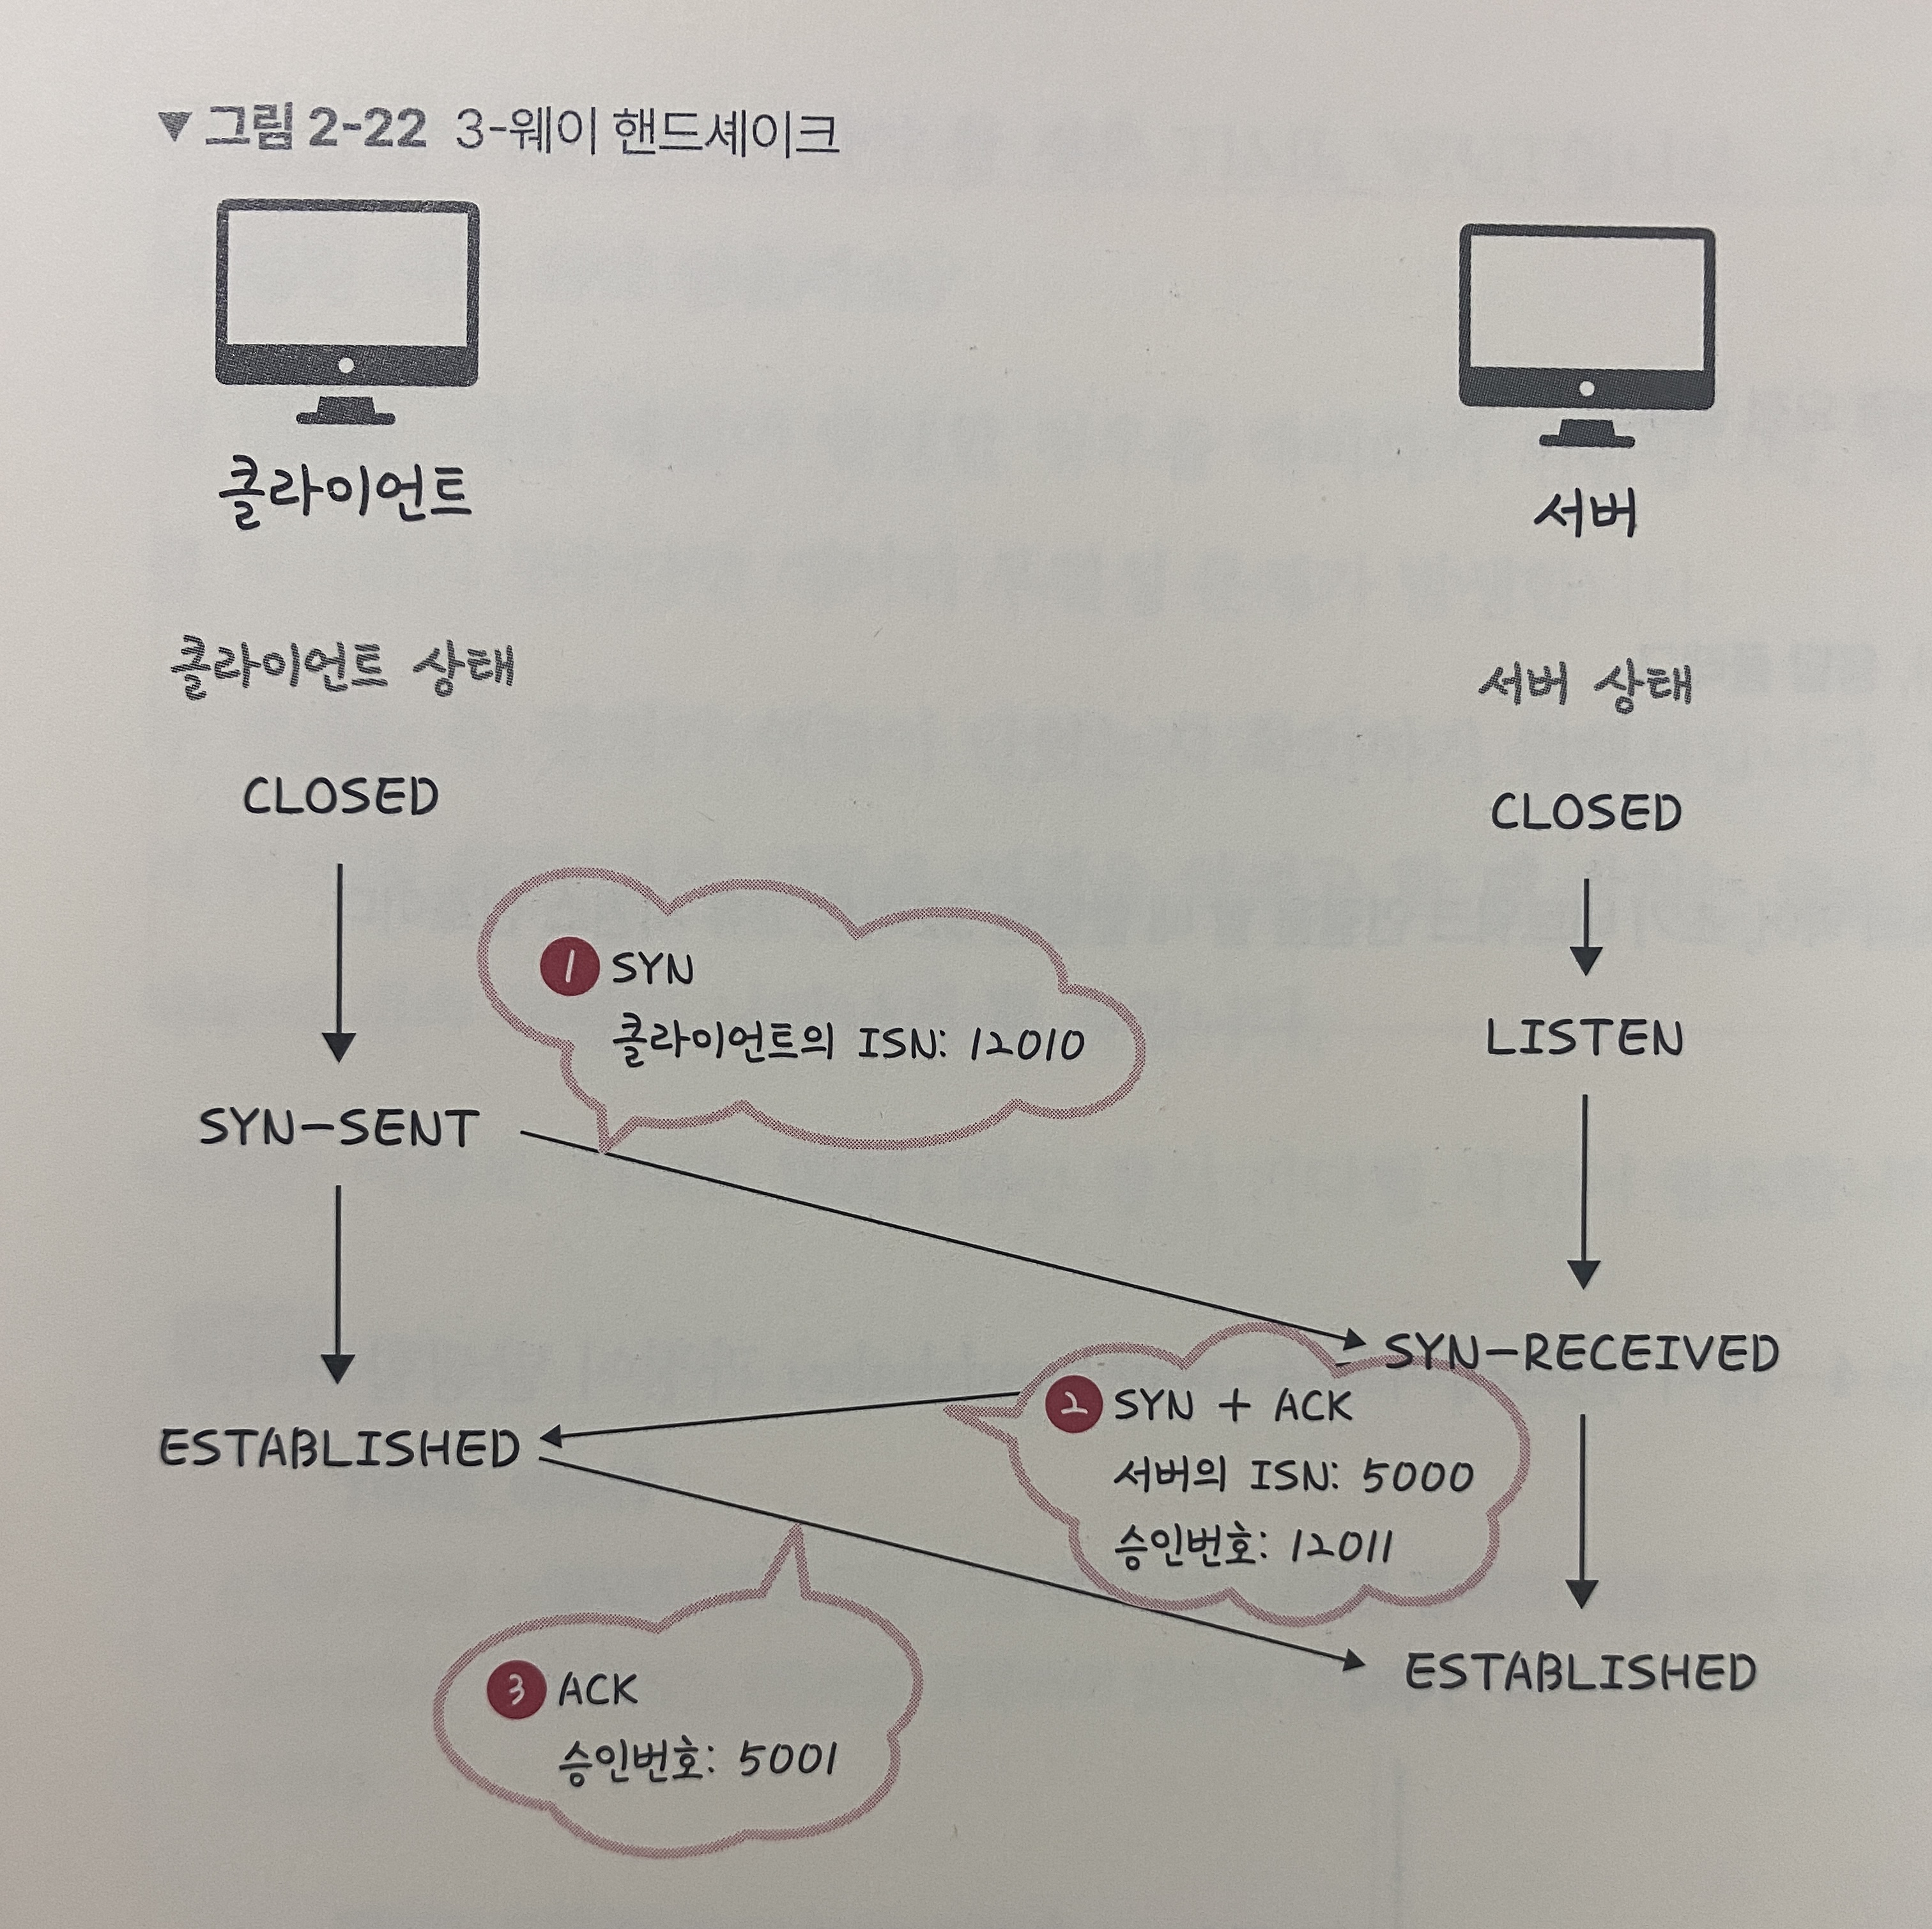 ▼ 그림 2-22 3-웨이 핸드셰이크
클라이언트
서버
클라이언트 상태
서버 상태
CLOSED
CLOSED
1 SYN
클라이언트의 ISN: 12010
LISTEN
SYN-SENT
SYN-RECEIVED
2 SYN + ACK
서버의 ISN: 5000
승인번호: 12011
ESTABLISHED
ESTABLISHED
3 ACK
승인번호: 5001